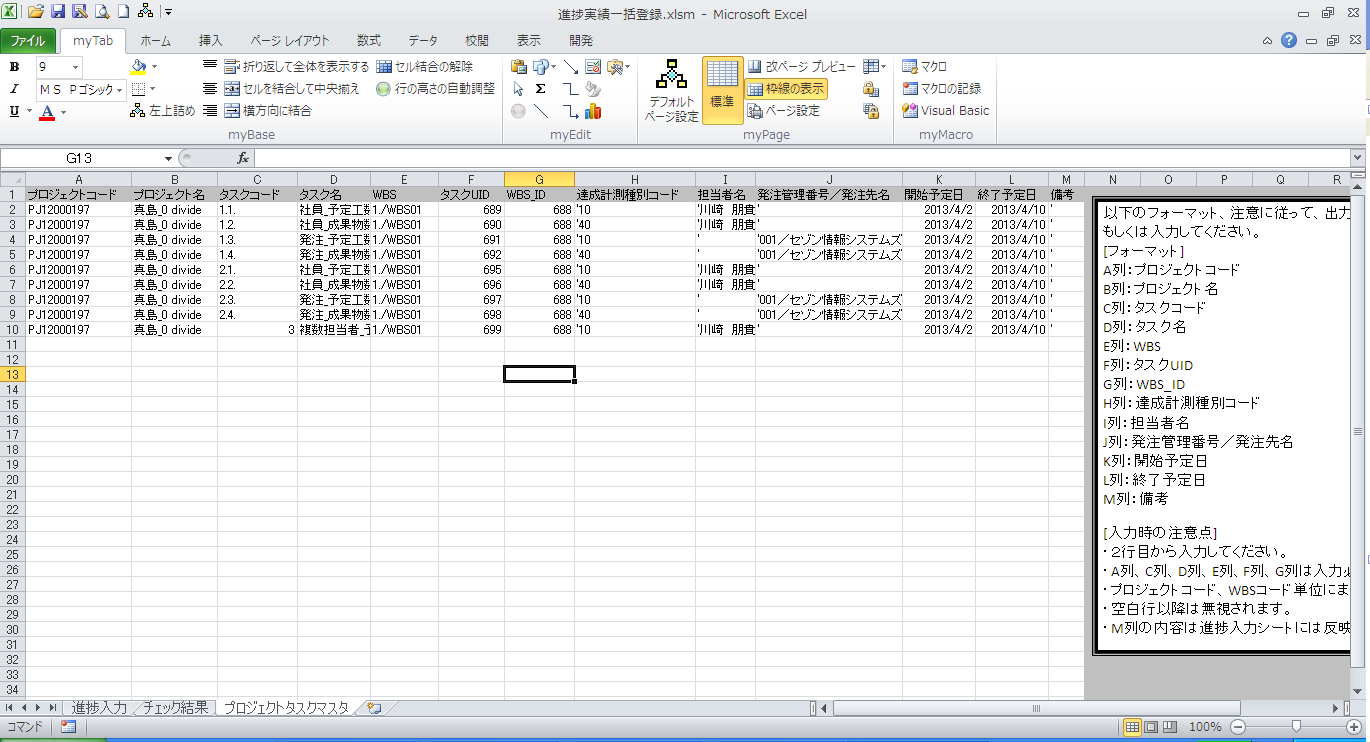 進捗実績一括登録.xlsm - Microsoft Excel
ファイル myTab ホーム 挿入 ページ レイアウト 数式 データ 校閲 表示 開発
B 9 折り返して全体を表示する セル結合の解除
I ＭＳ Ｐゴシック セルを結合して中央揃え 行の高さの自動調整
U A 左上詰め 横方向に結合
myBase
Σ
myEdit
デフォルト
ページ設定
標準
改ページ プレビュー
枠線の表示
ページ設定
myPage
マクロ
マクロの記録
Visual Basic
myMacro
G13 fx
A B C D E F G H I J K L M N O P Q R
1 プロジェクトコード プロジェクト名 タスクコード タスク名 WBS タスクUID WBS_ID 達成計測種別コード 担当者名 発注管理番号／発注先名 開始予定日 終了予定日 備考
2 PJ12000197 真島_0 divide 1.1. 社員_予定工数 1./WBS01 689 688 '10 '川崎 朋貴 ' 2013/4/2 2013/4/10 '
3 PJ12000197 真島_0 divide 1.2. 社員_成果物数 1./WBS01 690 688 '40 '川崎 朋貴 ' 2013/4/2 2013/4/10 '
4 PJ12000197 真島_0 divide 1.3. 発注_予定工数 1./WBS01 691 688 '10 ' '001／セゾン情報システムズ' 2013/4/2 2013/4/10 '
5 PJ12000197 真島_0 divide 1.4. 発注_成果物数 1./WBS01 692 688 '40 ' '001／セゾン情報システムズ' 2013/4/2 2013/4/10 '
6 PJ12000197 真島_0 divide 2.1. 社員_予定工数 1./WBS01 695 688 '10 '川崎 朋貴 ' 2013/4/2 2013/4/10 '
7 PJ12000197 真島_0 divide 2.2. 社員_成果物数 1./WBS01 696 688 '40 '川崎 朋貴 ' 2013/4/2 2013/4/10 '
8 PJ12000197 真島_0 divide 2.3. 発注_予定工数 1./WBS01 697 688 '10 ' '001／セゾン情報システムズ' 2013/4/2 2013/4/10 '
9 PJ12000197 真島_0 divide 2.4. 発注_成果物数 1./WBS01 698 688 '40 ' '001／セゾン情報システムズ' 2013/4/2 2013/4/10 '
10 PJ12000197 真島_0 divide 3 複数担当者_予 1./WBS01 699 688 '10 '川崎 朋貴 ' 2013/4/2 2013/4/10 '
11
12
13
14
15
16
17
18
19
20
21
22
23
24
25
26
27
28
29
30
31
32
33
34
以下のフォーマット、注意に従って、出力
もしくは入力してください。
[フォーマット]
A列：プロジェクトコード
B列：プロジェクト名
C列：タスクコード
D列：タスク名
E列：WBS
F列：タスクUID
G列：WBS_ID
H列：達成計測種別コード
I列：担当者名
J列：発注管理番号／発注先名
K列：開始予定日
L列：終了予定日
M列：備考
[入力時の注意点]
・2行目から入力してください。
・A列、C列、D列、E列、F列、G列は入力
・プロジェクトコード、WBSコード単位にま
・空白行以降は無視されます。
・M列の内容は進捗入力シートには反映
進捗入力 チェック結果 プロジェクトタスクマスタ
コマンド 100%